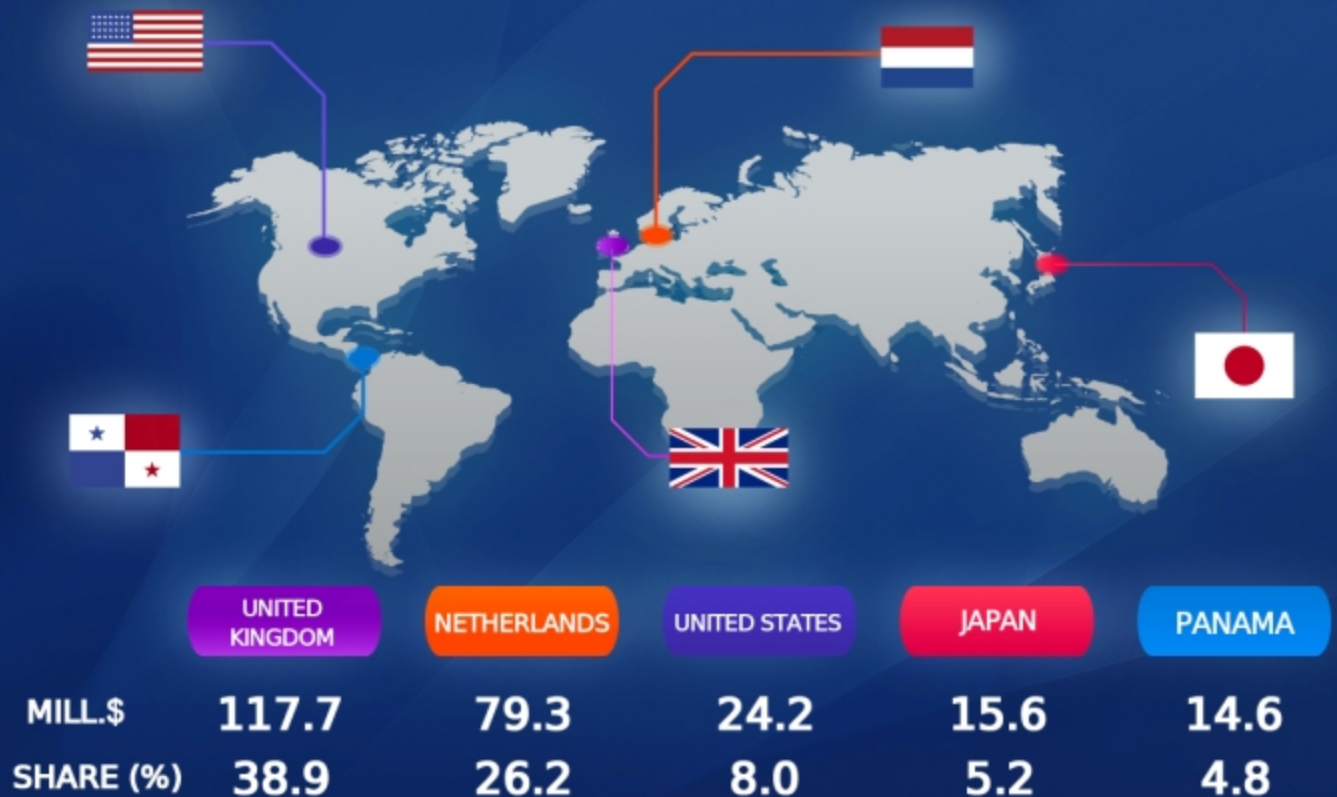 UNITED
KINGDOM
NETHERLANDS
UNITED STATES
JAPAN
PANAMA
MILL.$ 117.7 79.3 24.2 15.6 14.6
SHARE (%) 38.9 26.2 8.0 5.2 4.8